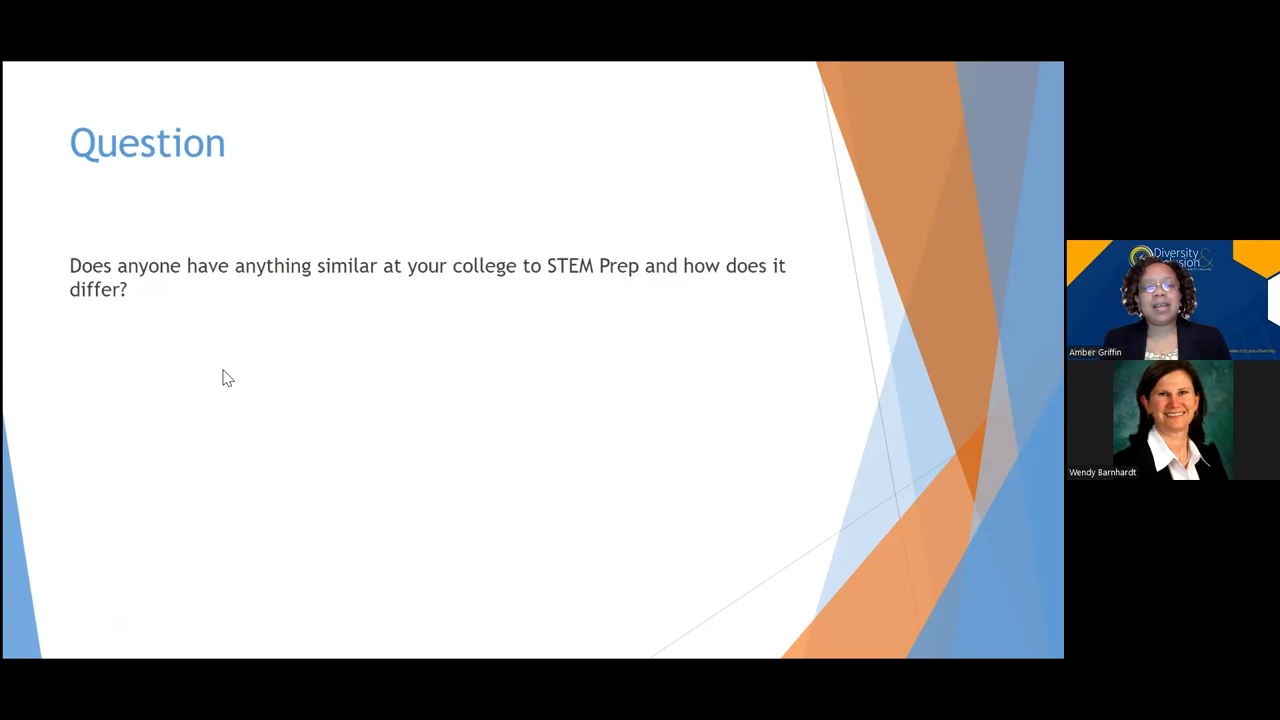 Question
Does anyone have anything similar at your college to STEM Prep and how does it
differ?
Diversity &
Amber Griffin
Wendy Barnhardt